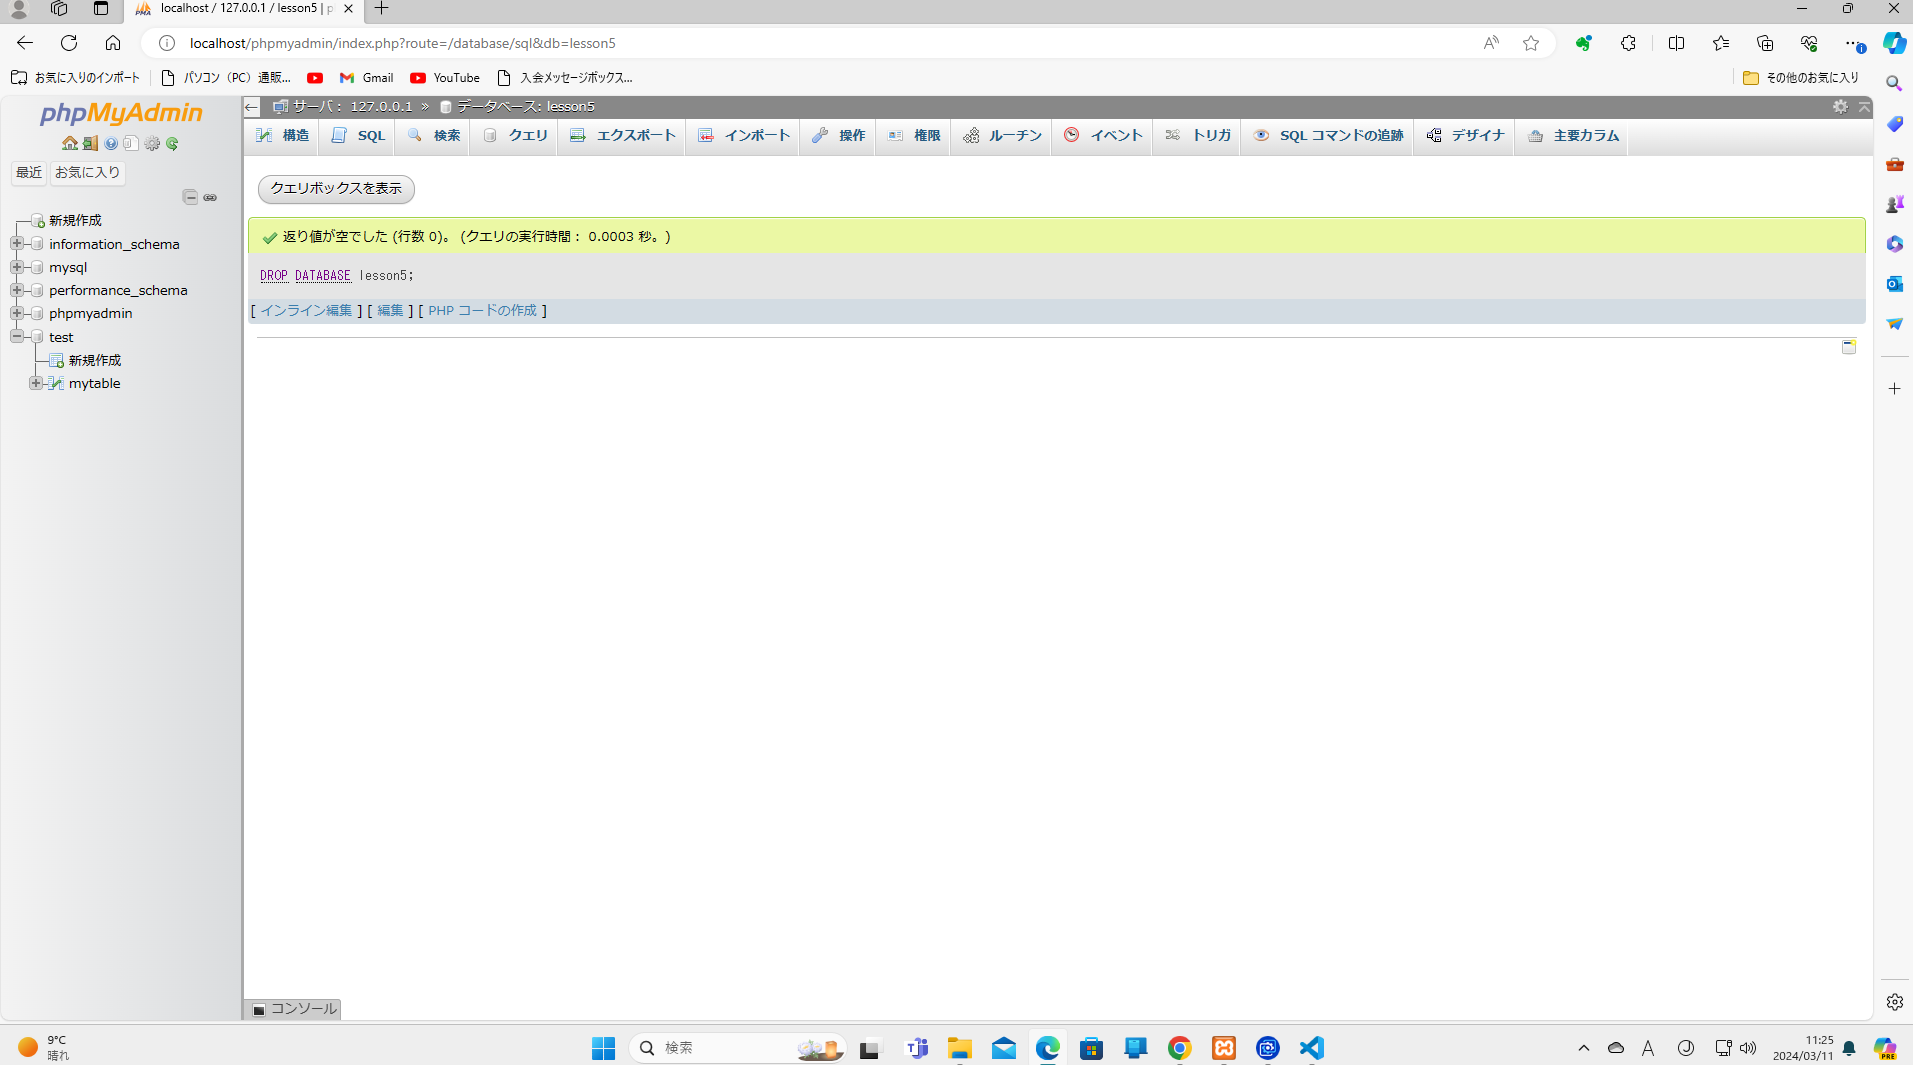 localhost / 127.0.0.1 / lesson5 | p
localhost/phpmyadmin/index.php?route=/database/sql&db=lesson5
お気に入りのインポート
パソコン（PC）通販...
Gmail
YouTube
入会メッセージボックス...
その他のお気に入り
phpMyAdmin
最近
お気に入り
新規作成
information_schema
mysql
performance_schema
phpmyadmin
test
新規作成
mytable
サーバ： 127.0.0.1 » データベース: lesson5
構造
SQL
検索
クエリ
エクスポート
インポート
操作
権限
ルーチン
イベント
トリガ
SQL コマンドの追跡
デザイナ
主要カラム
クエリボックスを表示
返り値が空でした (行数 0)。 (クエリの実行時間： 0.0003 秒。)
DROP DATABASE lesson5;
[ インライン編集 ] [ 編集 ] [ PHP コードの作成 ]
コンソール
9°C
晴れ
検索
A
11:25
2024/03/11
PRE